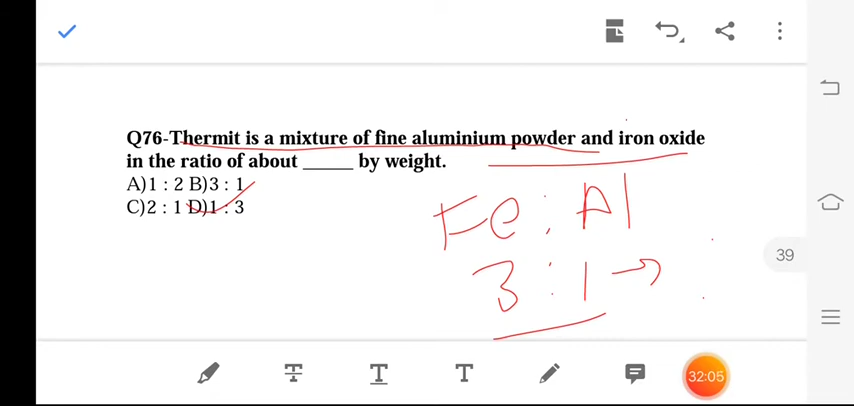 Q76-Thermit is a mixture of fine aluminium powder and iron oxide
in the ratio of about _____ by weight.
A)1 : 2 B)3 : 1
C)2 : 1 D)1 : 3
Fe : Al
3 : 1 →
39
32:05